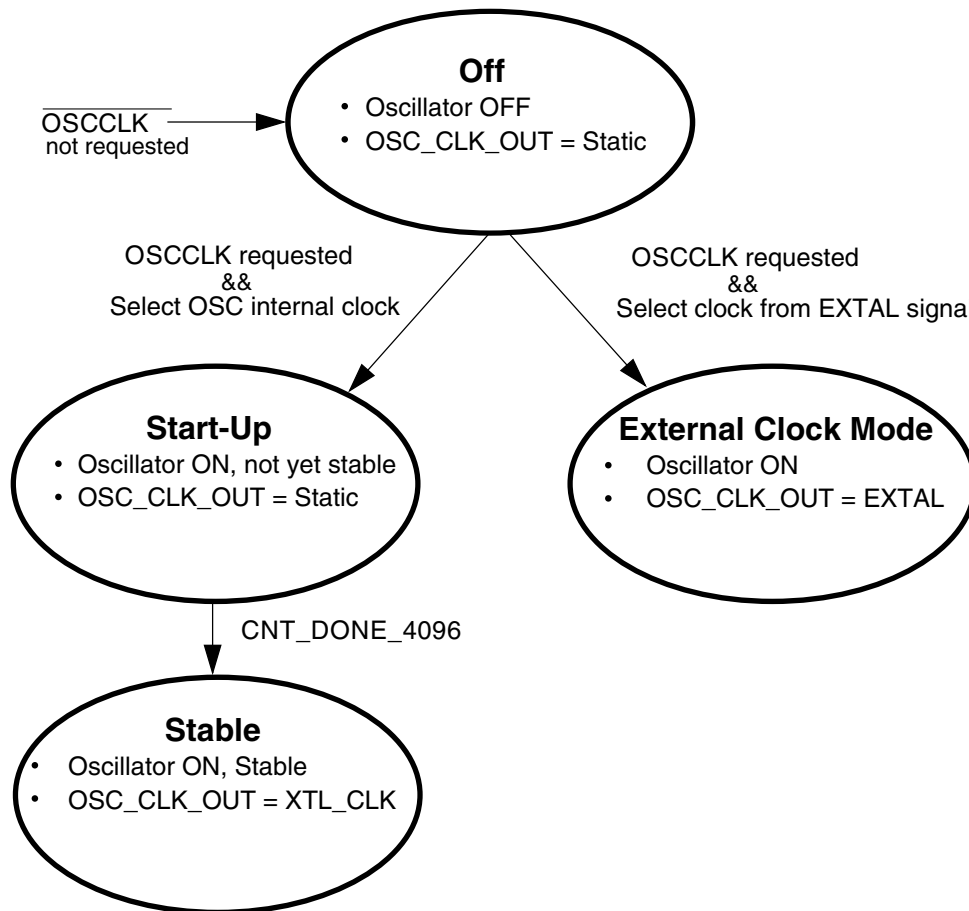 Off
• Oscillator OFF
• OSC_CLK_OUT = Static
OSCCLK
not requested
OSCCLK requested
&&
Select OSC internal clock
OSCCLK requested
&&
Select clock from EXTAL signa
Start-Up
• Oscillator ON, not yet stable
• OSC_CLK_OUT = Static
External Clock Mode
• Oscillator ON
• OSC_CLK_OUT = EXTAL
CNT_DONE_4096
Stable
• Oscillator ON, Stable
• OSC_CLK_OUT = XTL_CLK